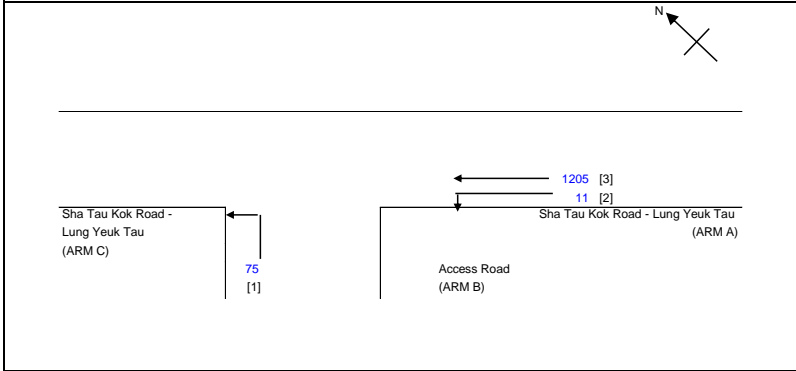 N
1205 [3]
11 [2]
Sha Tau Kok Road - Lung Yeuk Tau
(ARM A)
Sha Tau Kok Road -
Lung Yeuk Tau
(ARM C)
75
[1]
Access Road
(ARM B)